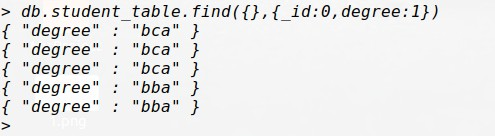 > db.student_table.find({},{_id:0,degree:1})
{ "degree" : "bca" }
{ "degree" : "bca" }
{ "degree" : "bca" }
{ "degree" : "bba" }
{ "degree" : "bba" }
>